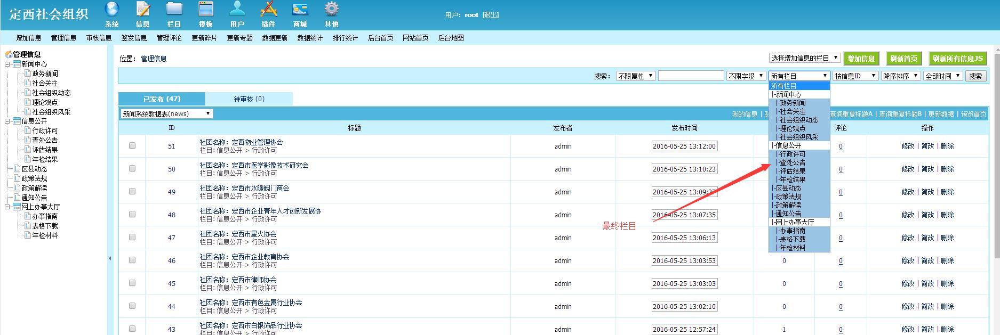 定西社会组织
系统 信息 栏目 模板 用户 插件 商城 其他
用户：root [退出]
增加信息 管理信息 审核信息 签发信息 管理评论 更新碎片 更新专题 数据更新 数据统计 排行统计 后台首页 网站首页 后台地图
管理信息
新闻中心
政务新闻
社会关注
社会组织动态
理论观点
社会组织风采
信息公开
行政许可
查处公告
评估结果
年检结果
区县动态
政策法规
政策解读
通知公告
网上办事大厅
办事指南
表格下载
年检材料
位置： 管理信息
选择增加信息的栏目 增加信息 刷新首页 刷新所有信息JS
搜索： 不限属性 不限字段 所有栏目 按信息ID 降序排序 全部时间 搜索
所有栏目
|-新闻中心
|-政务新闻
|-社会关注
|-社会组织动态
|-理论观点
|-社会组织风采
|-信息公开
|-行政许可
|-查处公告
|-评估结果
|-年检结果
|-区县动态
|-政策法规
|-政策解读
|-通知公告
|-网上办事大厅
|-办事指南
|-表格下载
|-年检材料
已发布 (47) 待审核 (0)
新闻系统数据表(news)
我的信息 | 查询重复标题A | 查询重复标题B | 更新数据 | 预览首页
ID 标题 发布者 发布时间 评论 操作
51 社团名称：定西物业管理协会 admin 2016-05-25 13:12:00 0 修改 | 简改 | 删除
栏目: 信息公开 > 行政许可
50 社团名称：定西市医学影像技术研究会 admin 2016-05-25 13:10:23 0 修改 | 简改 | 删除
栏目: 信息公开 > 行政许可
49 社团名称：定西市水暖阀门商会 admin 2016-05-25 13:09:27 0 修改 | 简改 | 删除
栏目: 信息公开 > 行政许可
48 社团名称：定西市企业青年人才创新发展协 admin 2016-05-25 13:07:35 0 修改 | 简改 | 删除
栏目: 信息公开 > 行政许可
最终栏目
47 社团名称：定西市星火协会 admin 2016-05-25 13:06:13 0 修改 | 简改 | 删除
栏目: 信息公开 > 行政许可
46 社团名称：定西市企业教育协会 admin 2016-05-25 13:03:53 0 0 修改 | 简改 | 删除
栏目: 信息公开 > 行政许可
45 社团名称：定西市律师协会 admin 2016-05-25 13:03:03 0 0 修改 | 简改 | 删除
栏目: 信息公开 > 行政许可
44 社团名称：定西市有色金属行业协会 admin 2016-05-25 13:02:10 0 0 修改 | 简改 | 删除
栏目: 信息公开 > 行政许可
43 社团名称：定西市白银饰品行业协会 admin 2016-05-25 12:57:24 1 0 修改 | 简改 | 删除
栏目: 信息公开 > 行政许可